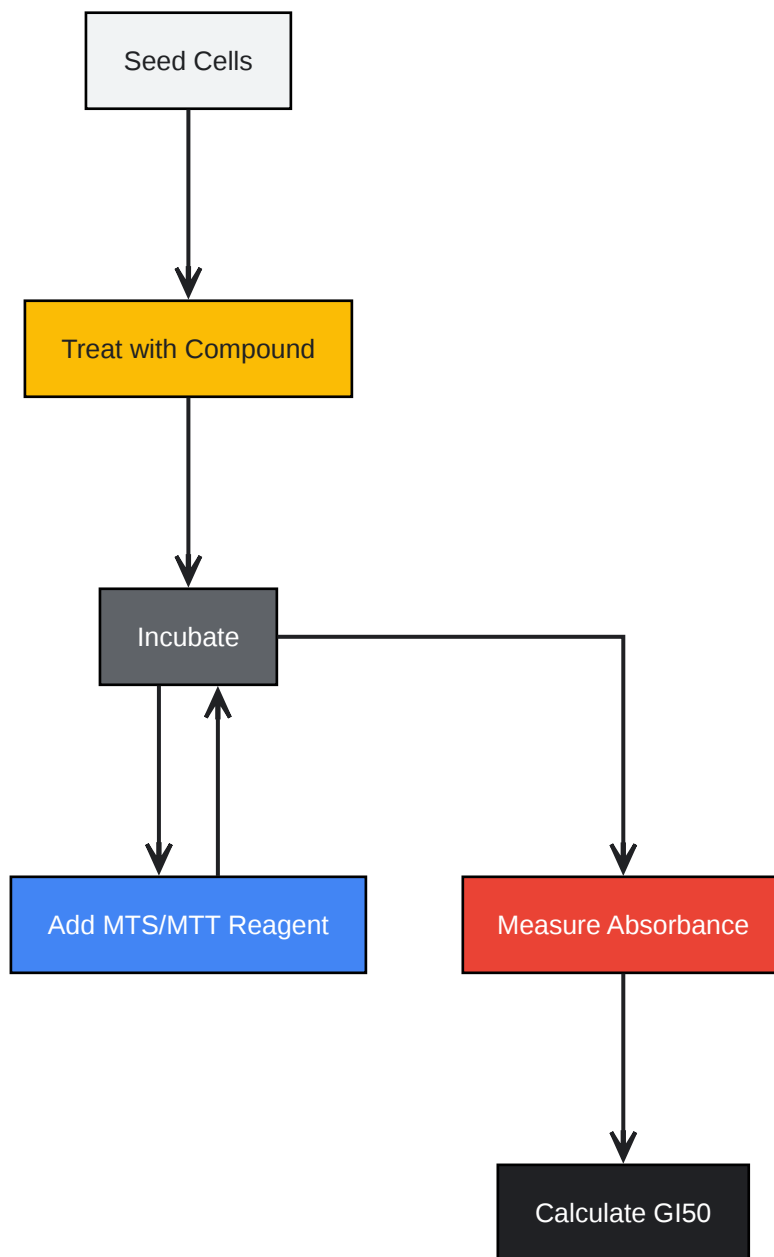 Seed Cells
Treat with Compound
Incubate
Add MTS/MTT Reagent
Measure Absorbance
Calculate GI50